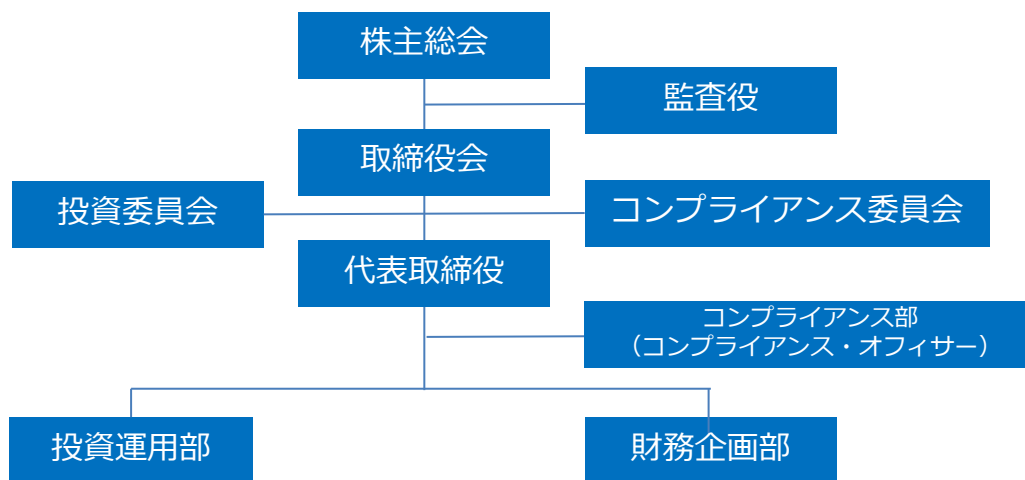 株主総会
監査役
取締役会
投資委員会
コンプライアンス委員会
代表取締役
コンプライアンス部
（コンプライアンス・オフィサー）
投資運用部
財務企画部